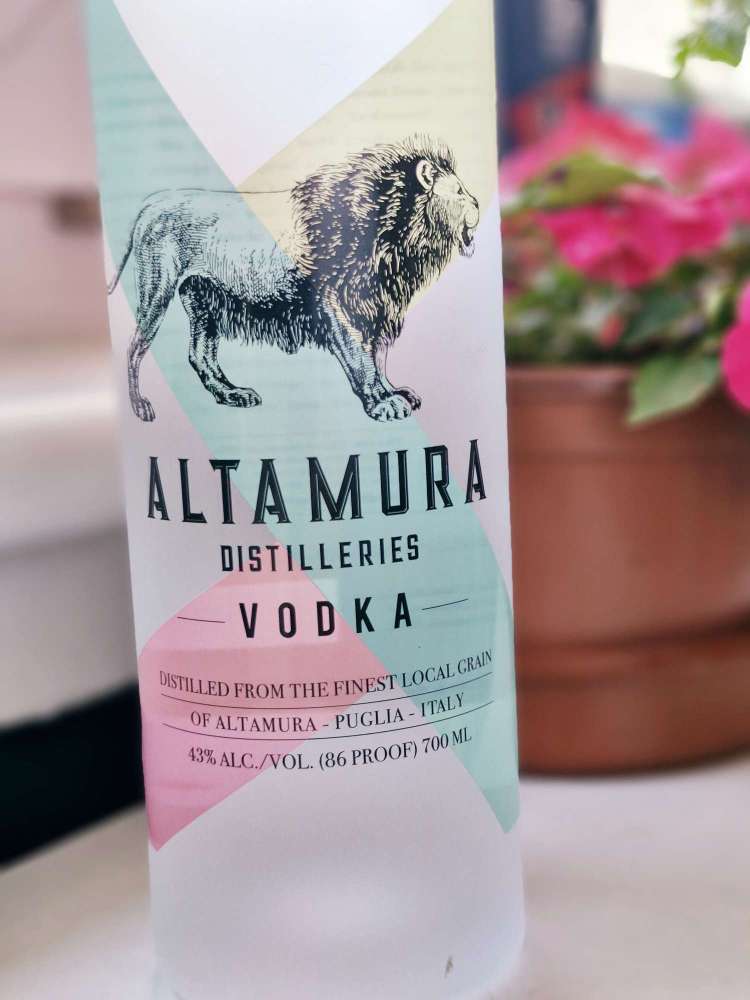 ALTAMURA
DISTILLERIES
VODKA
DISTILLED FROM THE FINEST LOCAL GRAIN
OF ALTAMURA - PUGLIA - ITALY
43% ALC./VOL. (86 PROOF) 700 ML